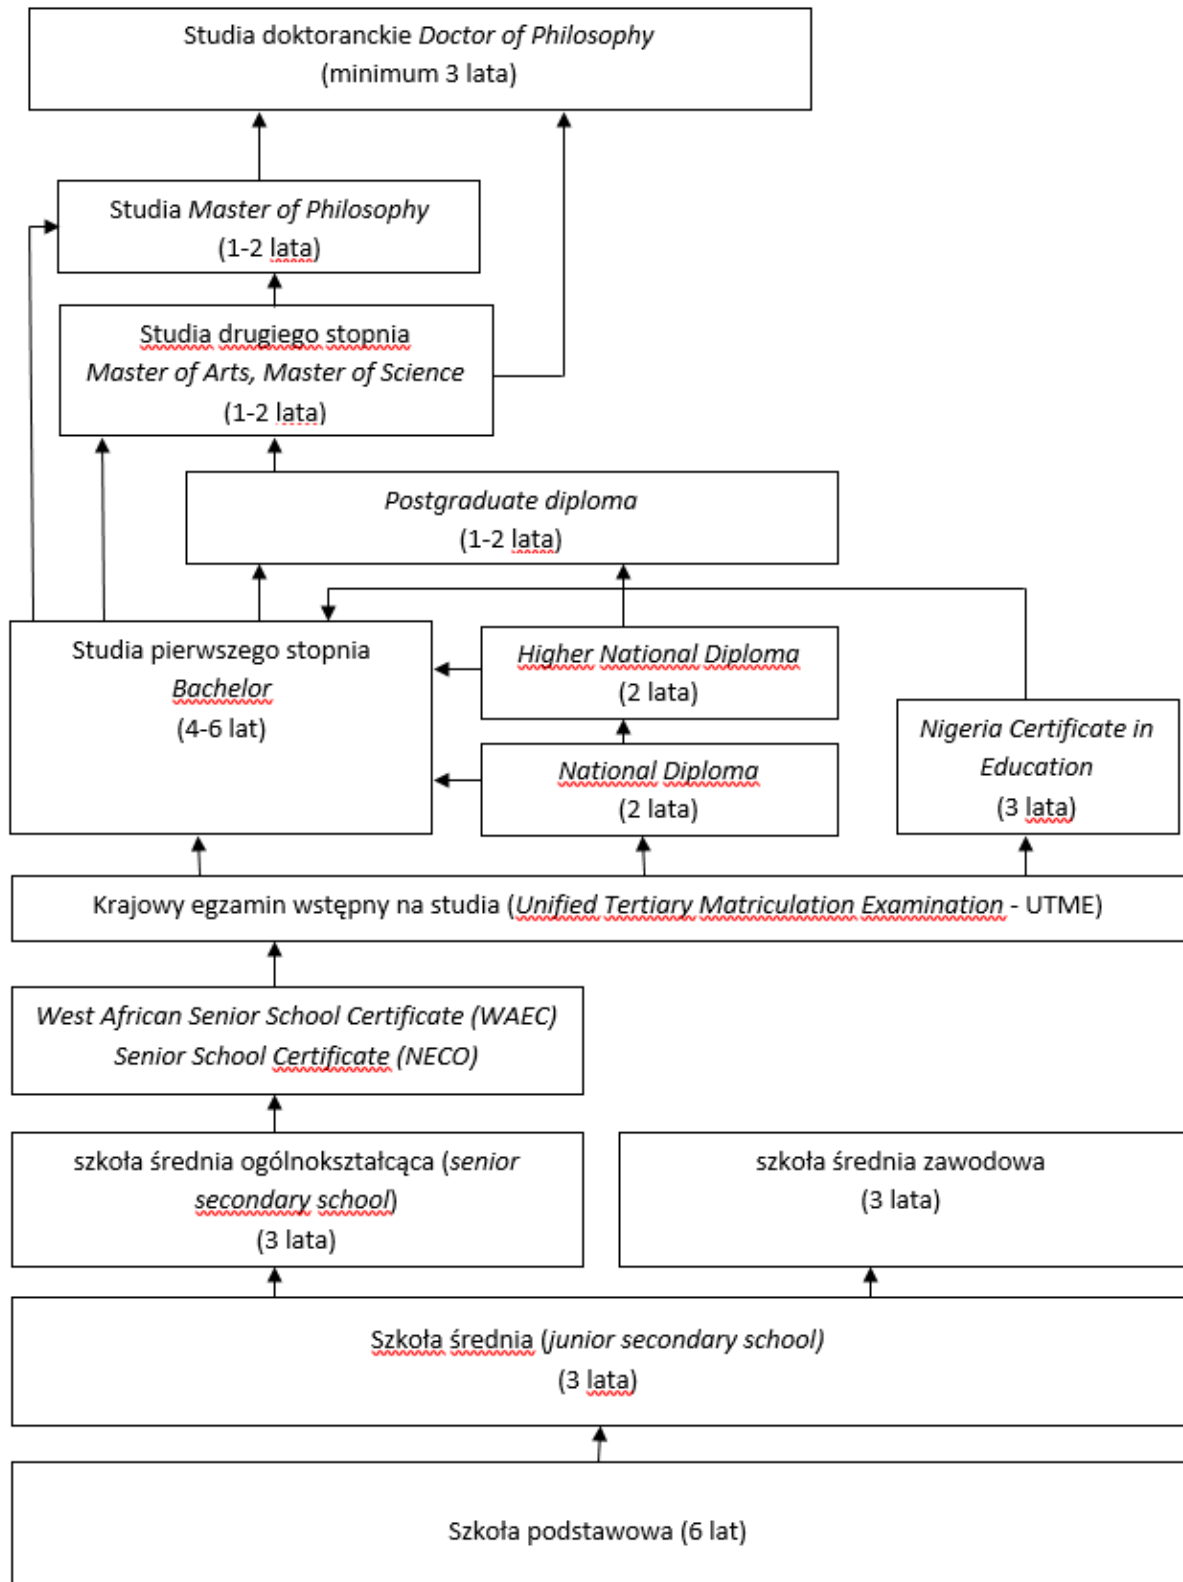 Studia doktoranckie Doctor of Philosophy
(minimum 3 lata)
Studia Master of Philosophy
(1-2 lata)
Studia drugiego stopnia
Master of Arts, Master of Science
(1-2 lata)
Postgraduate diploma
(1-2 lata)
Studia pierwszego stopnia
Bachelor
(4-6 lat)
Higher National Diploma
(2 lata)
National Diploma
(2 lata)
Nigeria Certificate in
Education
(3 lata)
Krajowy egzamin wstępny na studia (Unified Tertiary Matriculation Examination - UTME)
West African Senior School Certificate (WAEC)
Senior School Certificate (NECO)
szkoła średnia ogólnokształcąca (senior
secondary school)
(3 lata)
szkoła średnia zawodowa
(3 lata)
Szkoła średnia (junior secondary school)
(3 lata)
Szkoła podstawowa (6 lat)